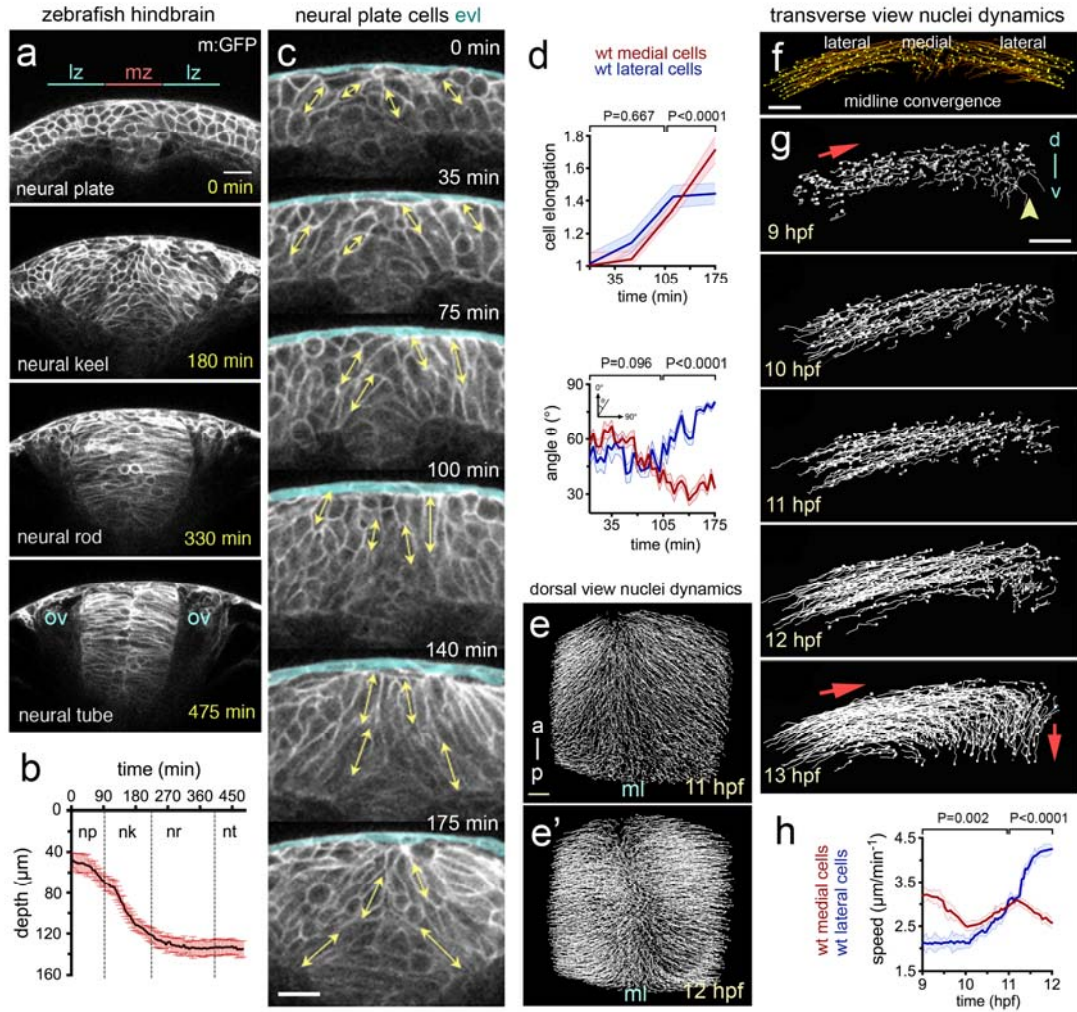 zebrafish hindbrain
a
m:GFP
lz
mz
lz
neural plate
0 min
neural keel
180 min
neural rod
330 min
ov
ov
neural tube
475 min
b
time (min)
0 90 180 270 360 450
np
nk
nr
nt
depth (µm)
0
40
80
120
160
neural plate cells evl
c
0 min
35 min
75 min
100 min
140 min
175 min
d
wt medial cells
wt lateral cells
P=0.667
P<0.0001
cell elongation
1.8
1.6
1.4
1.2
1
35
105
175
time (min)
P=0.096
P<0.0001
angle θ (°)
90
60
30
0°
θ
90°
35
105
175
time (min)
dorsal view nuclei dynamics
e
a
p
ml
11 hpf
e'
ml
12 hpf
transverse view nuclei dynamics
f
lateral
medial
lateral
midline convergence
g
d
v
9 hpf
10 hpf
11 hpf
12 hpf
13 hpf
h
wt medial cells
wt lateral cells
P=0.002
P<0.0001
speed (µm/min⁻¹)
4.5
3.5
2.5
1.5
9
10
11
12
time (hpf)